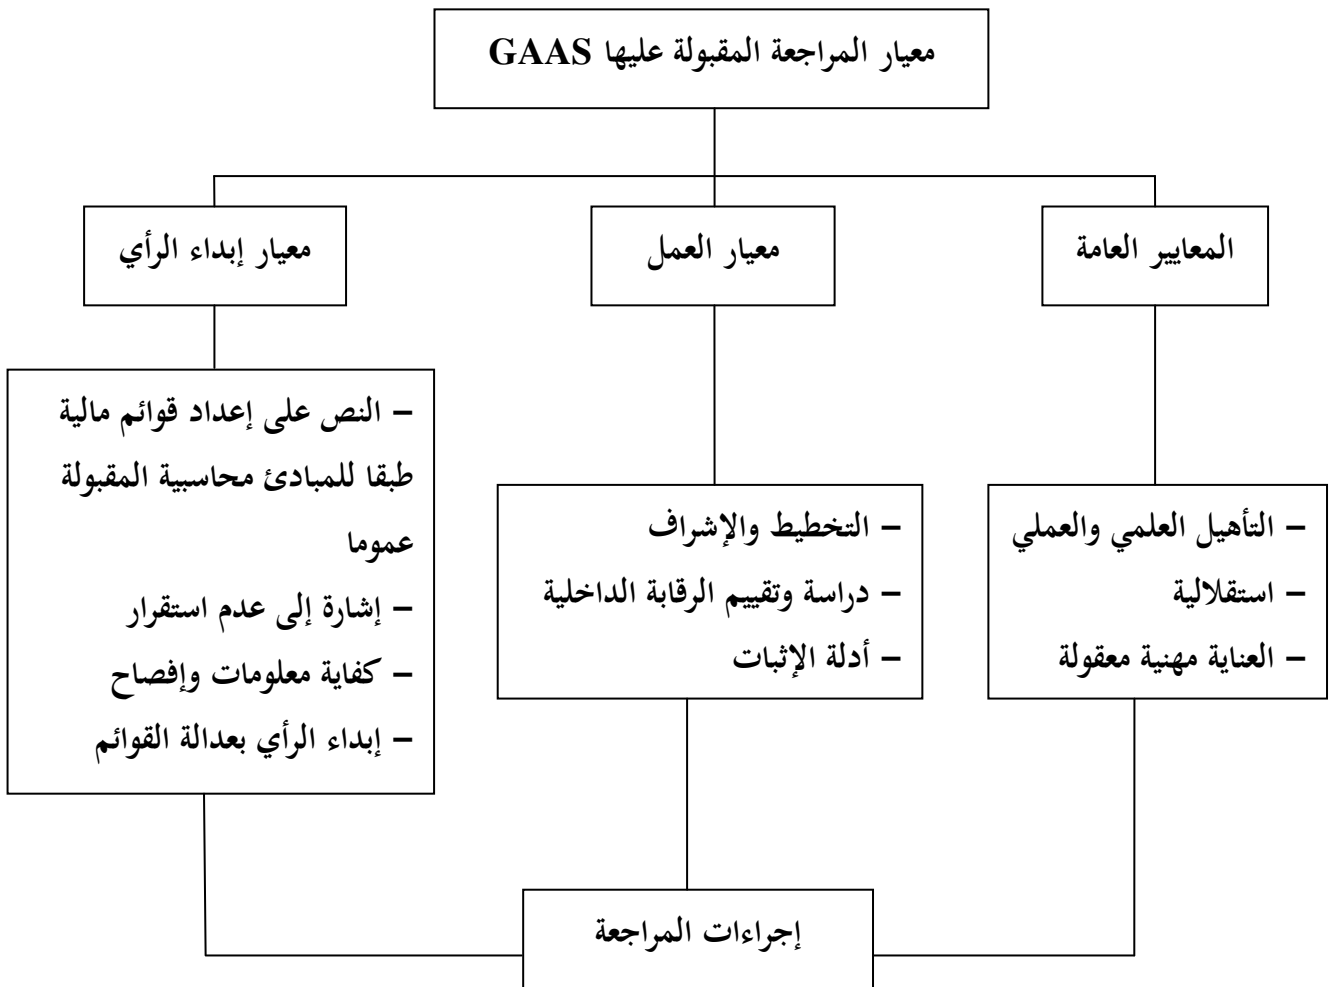 معيار المراجعة المقبولة عليها GAAS
المعايير العامة
معيار العمل
معيار إبداء الرأي
– التأهيل العلمي والعملي
– استقلالية
– العناية مهنية معقولة
– التخطيط والإشراف
– دراسة وتقييم الرقابة الداخلية
– أدلة الإثبات
– النص على إعداد قوائم مالية
طبقا للمبادئ محاسبية المقبولة
عموما
– إشارة إلى عدم استقرار
– كفاية معلومات وإفصاح
– إبداء الرأي بعدالة القوائم
إجراءات المراجعة